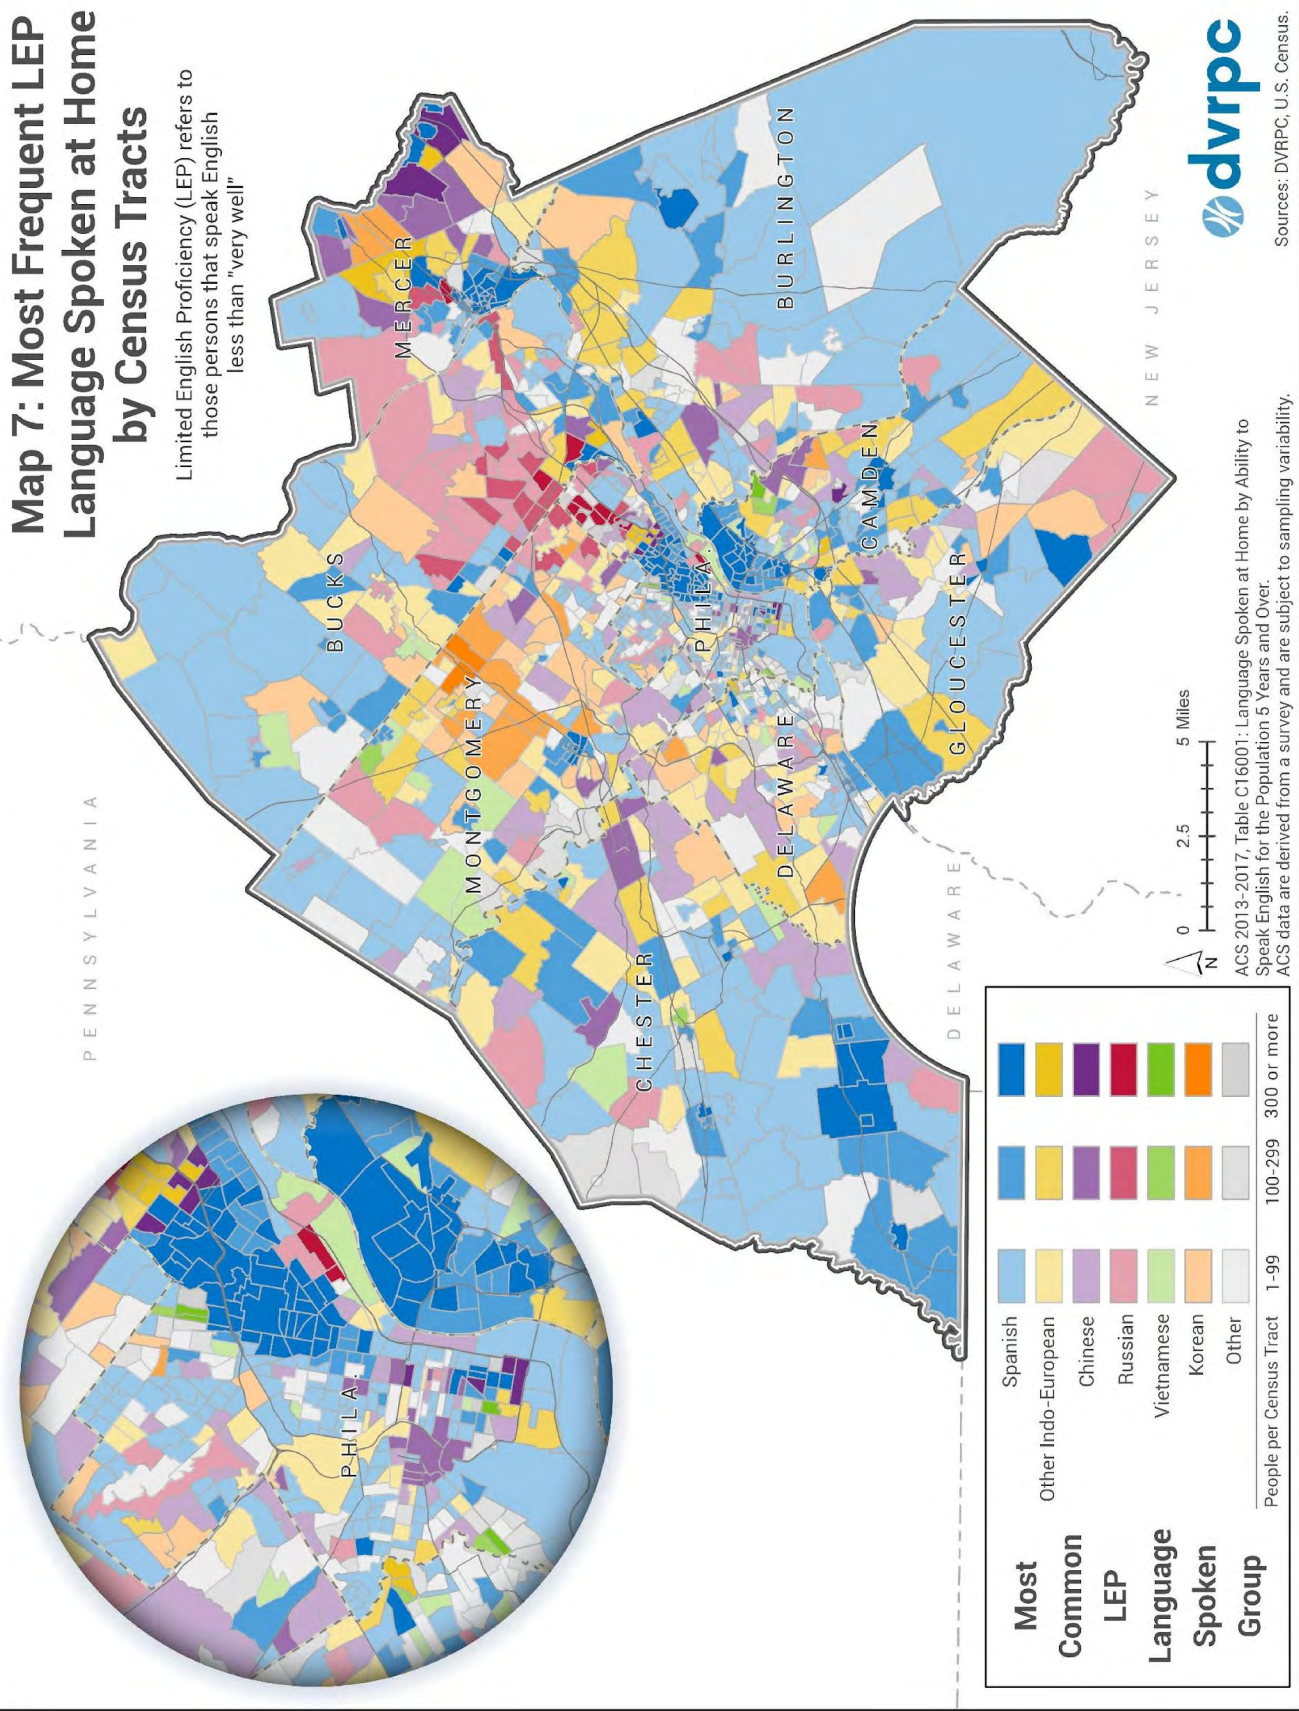 Map 7: Most Frequent LEP
Language Spoken at Home
by Census Tracts
Limited English Proficiency (LEP) refers to
those persons that speak English
less than "very well"
PENNSYLVANIA
BUCKS
MERCER
MONTGOMERY
BURLINGTON
CHESTER
DELAWARE
PHILA.
CAMDEN
GLOUCESTER
NEW JERSEY
DELAWARE
PHILA.
Most
Common
LEP
Language
Spoken
Group
Spanish
Other Indo-European
Chinese
Russian
Vietnamese
Korean
Other
People per Census Tract 1-99 100-299 300 or more
N
0 2.5 5 Miles
ACS 2013-2017, Table C16001: Language Spoken at Home by Ability to
Speak English for the Population 5 Years and Over.
ACS data are derived from a survey and are subject to sampling variability.
dvrpc
Sources: DVRPC, U.S. Census.